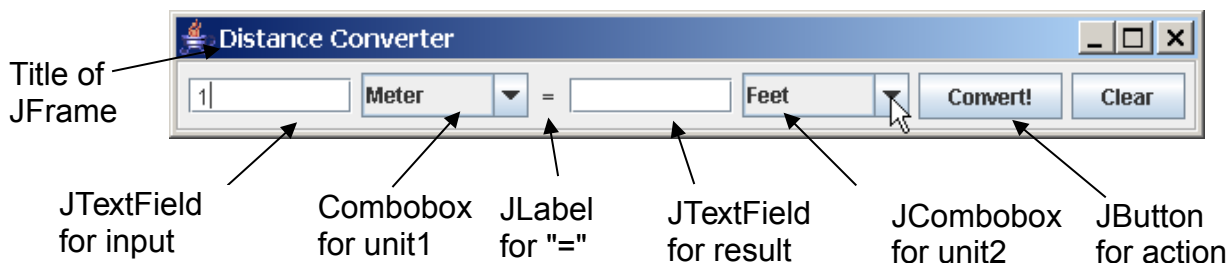 Distance Converter
Title of
JFrame
1 Meter = Feet Convert! Clear
JTextField
for input
Combobox
for unit1
JLabel
for "="
JTextField
for result
JCombobox
for unit2
JButton
for action